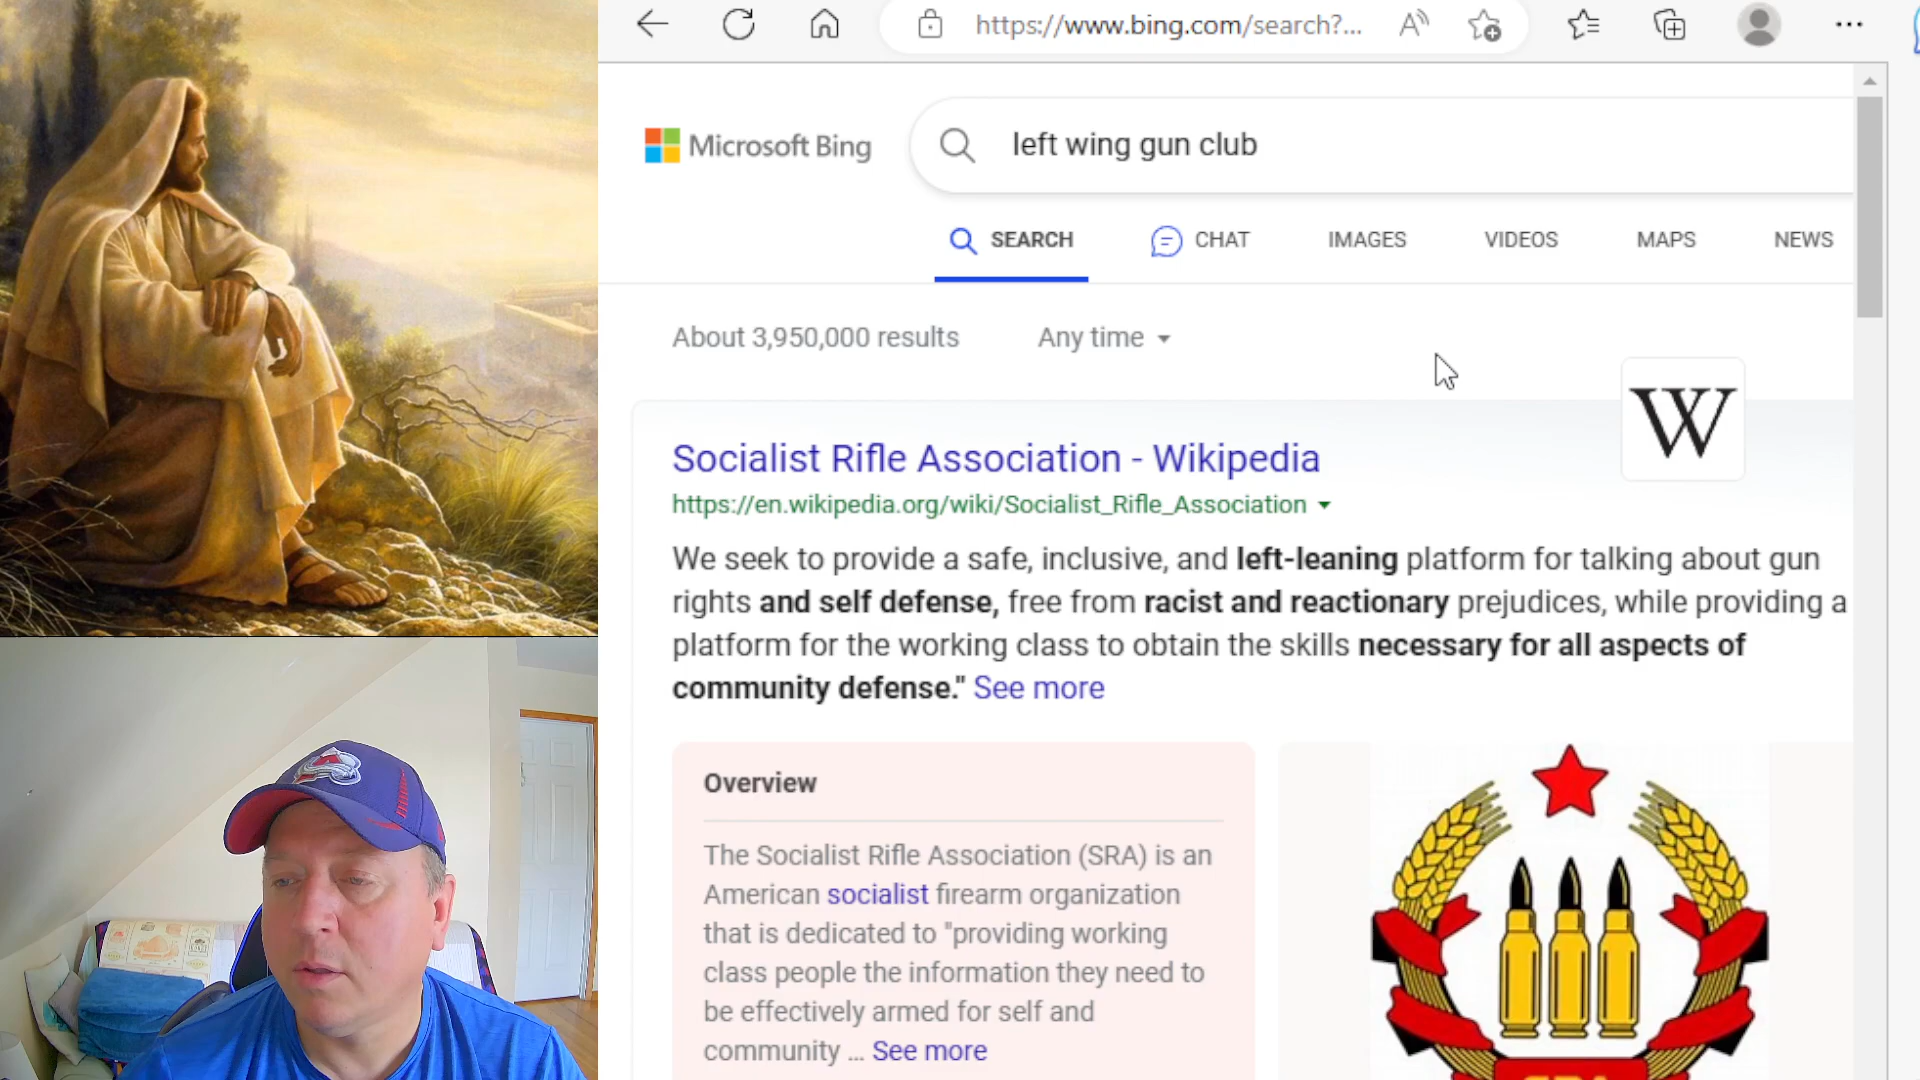 https://www.bing.com/search?...
Microsoft Bing
left wing gun club
SEARCH
CHAT
IMAGES
VIDEOS
MAPS
NEWS
About 3,950,000 results
Any time
W
Socialist Rifle Association - Wikipedia
https://en.wikipedia.org/wiki/Socialist_Rifle_Association
We seek to provide a safe, inclusive, and left-leaning platform for talking about gun
rights and self defense, free from racist and reactionary prejudices, while providing a
platform for the working class to obtain the skills necessary for all aspects of
community defense." See more
Overview
The Socialist Rifle Association (SRA) is an
American socialist firearm organization
that is dedicated to "providing working
class people the information they need to
be effectively armed for self and
community ... See more